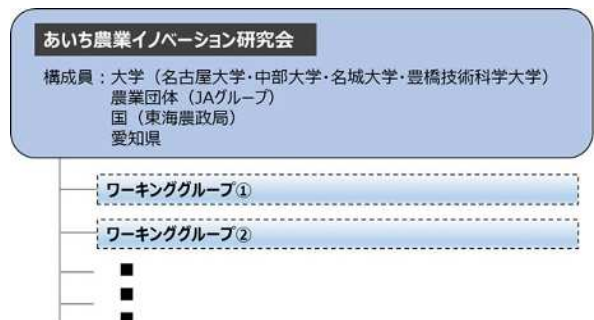 あいち農業イノベーション研究会
構成員：大学（名古屋大学・中部大学・名城大学・豊橋技術科学大学）
農業団体（JAグループ）
国（東海農政局）
愛知県
ワーキンググループ①
ワーキンググループ②